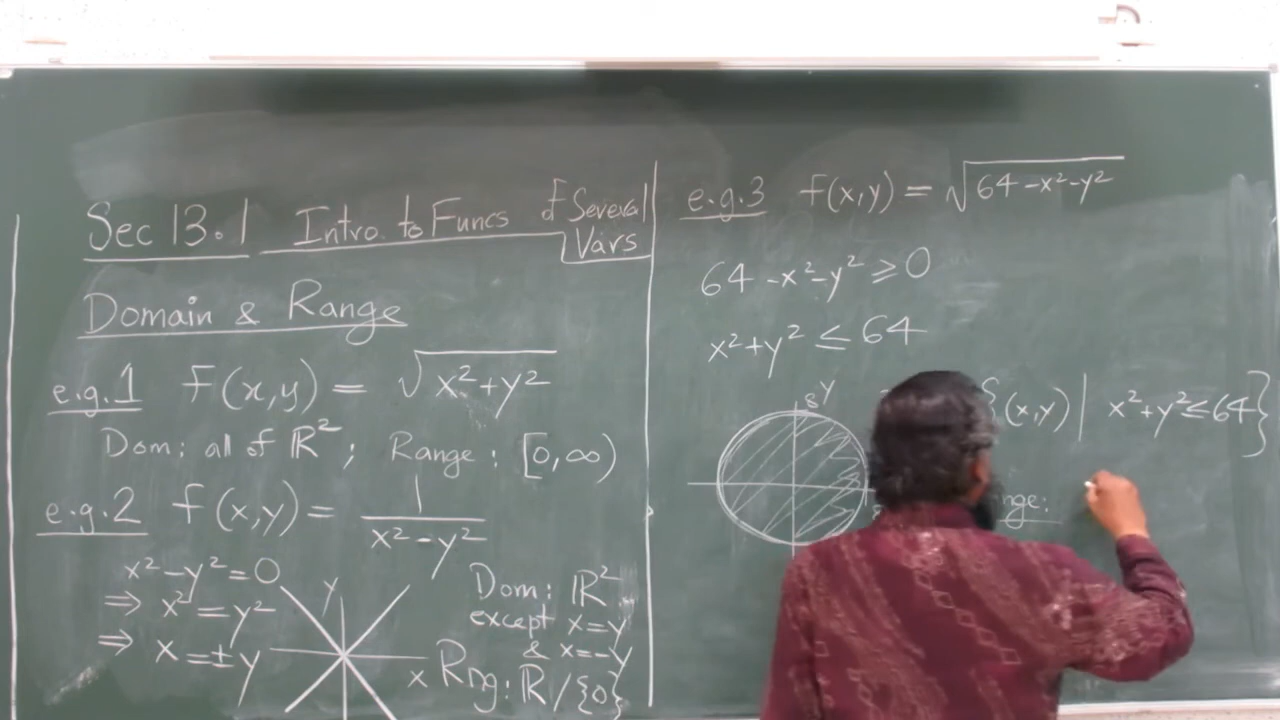 Sec 13.1 Intro. to Funcs of Several
Vars
Domain & Range
e.g.1 f(x,y) = √x²+y²
Dom: all of ℝ² ; Range: [0,∞)
e.g.2 f(x,y) = 1/x²-y²
x²-y²=0
⇒ x²=y²
⇒ x=±y
y
x
Dom: ℝ²
except x=y
& x=-y
Rng: ℝ/{0}
e.g.3 f(x,y) = √64-x²-y²
64-x²-y² ≥ 0
x²+y² ≤ 64
8 y
{(x,y) | x²+y²≤64}
nge: